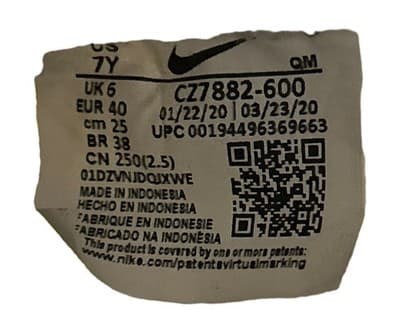 US
7Y
QM
UK 6
CZ7882-600
EUR 40
01/22/20 | 03/23/20
cm 25
UPC 00194496369663
BR 38
CN 250(2.5)
01DZVNJDQJXWE
MADE IN INDONESIA
HECHO EN INDONESIA
FABRIQUE EN INDONESIE
FABRICADO NA INDONESIA
This product is covered by one or more patents:
www.nike.com/patentsvirtualmarking